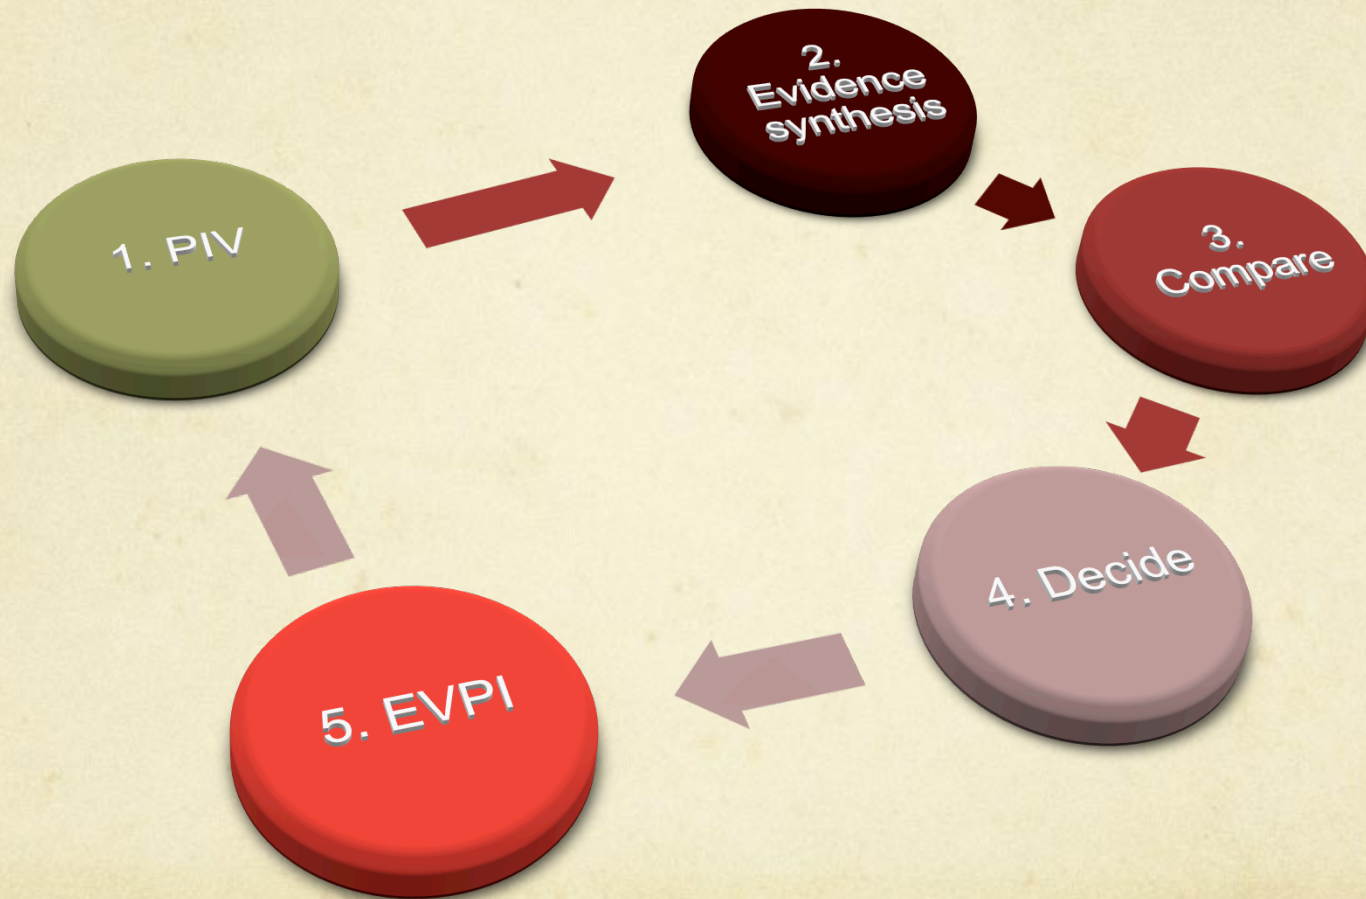 1. PIV
2.
Evidence
synthesis
3.
Compare
4. Decide
5. EVPI